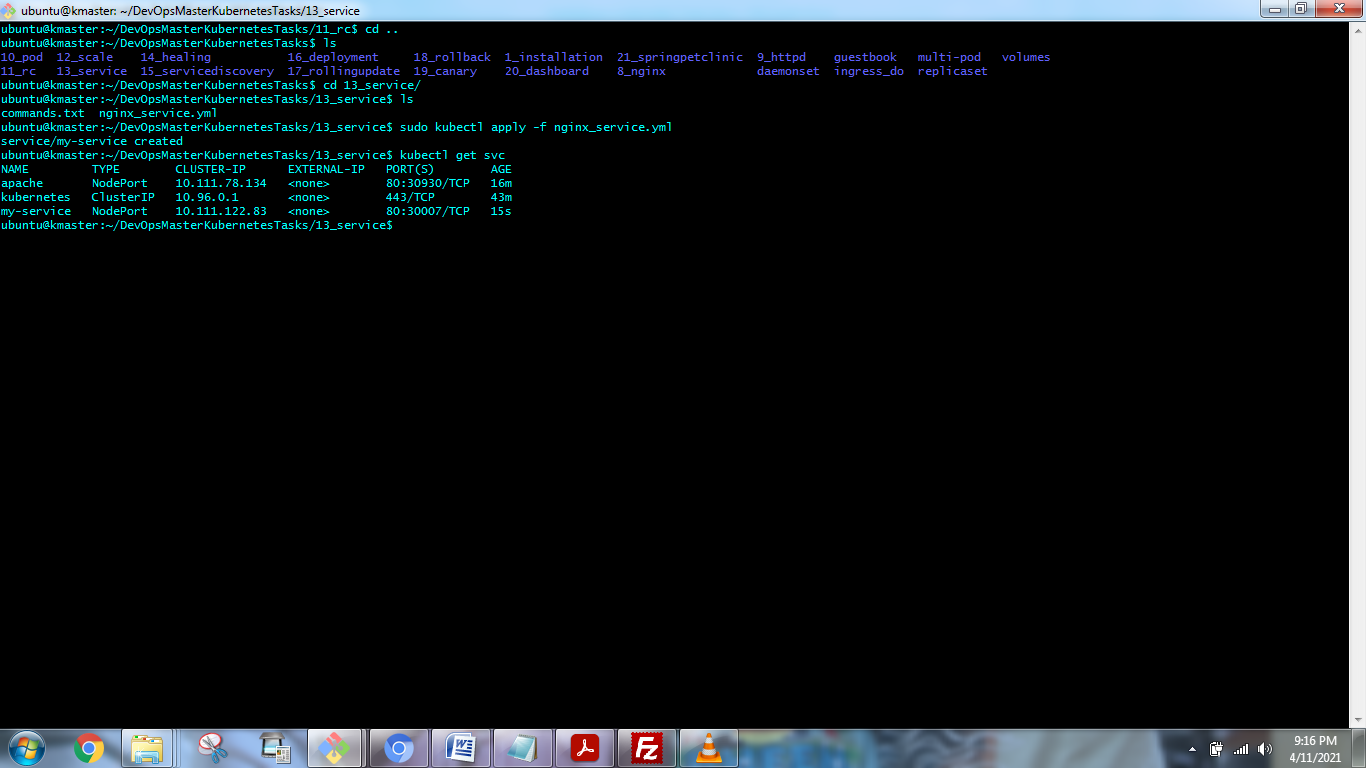 ubuntu@kmaster: ~/DevOpsMasterKubernetesTasks/13_service
ubuntu@kmaster:~/DevOpsMasterKubernetesTasks/11_rc$ cd ..
ubuntu@kmaster:~/DevOpsMasterKubernetesTasks$ ls
10_pod  12_scale    14_healing           16_deployment     18_rollback  1_installation  21_springpetclinic  9_httpd    guestbook   multi-pod   volumes
11_rc   13_service  15_servicediscovery  17_rollingupdate  19_canary    20_dashboard    8_nginx             daemonset  ingress_do  replicaset
ubuntu@kmaster:~/DevOpsMasterKubernetesTasks$ cd 13_service/
ubuntu@kmaster:~/DevOpsMasterKubernetesTasks/13_service$ ls
commands.txt  nginx_service.yml
ubuntu@kmaster:~/DevOpsMasterKubernetesTasks/13_service$ sudo kubectl apply -f nginx_service.yml
service/my-service created
ubuntu@kmaster:~/DevOpsMasterKubernetesTasks/13_service$ kubectl get svc
NAME         TYPE        CLUSTER-IP      EXTERNAL-IP   PORT(S)        AGE
apache       NodePort    10.111.78.134   <none>        80:30930/TCP   16m
kubernetes   ClusterIP   10.96.0.1       <none>        443/TCP        43m
my-service   NodePort    10.111.122.83   <none>        80:30007/TCP   15s
ubuntu@kmaster:~/DevOpsMasterKubernetesTasks/13_service$
9:16 PM
4/11/2021